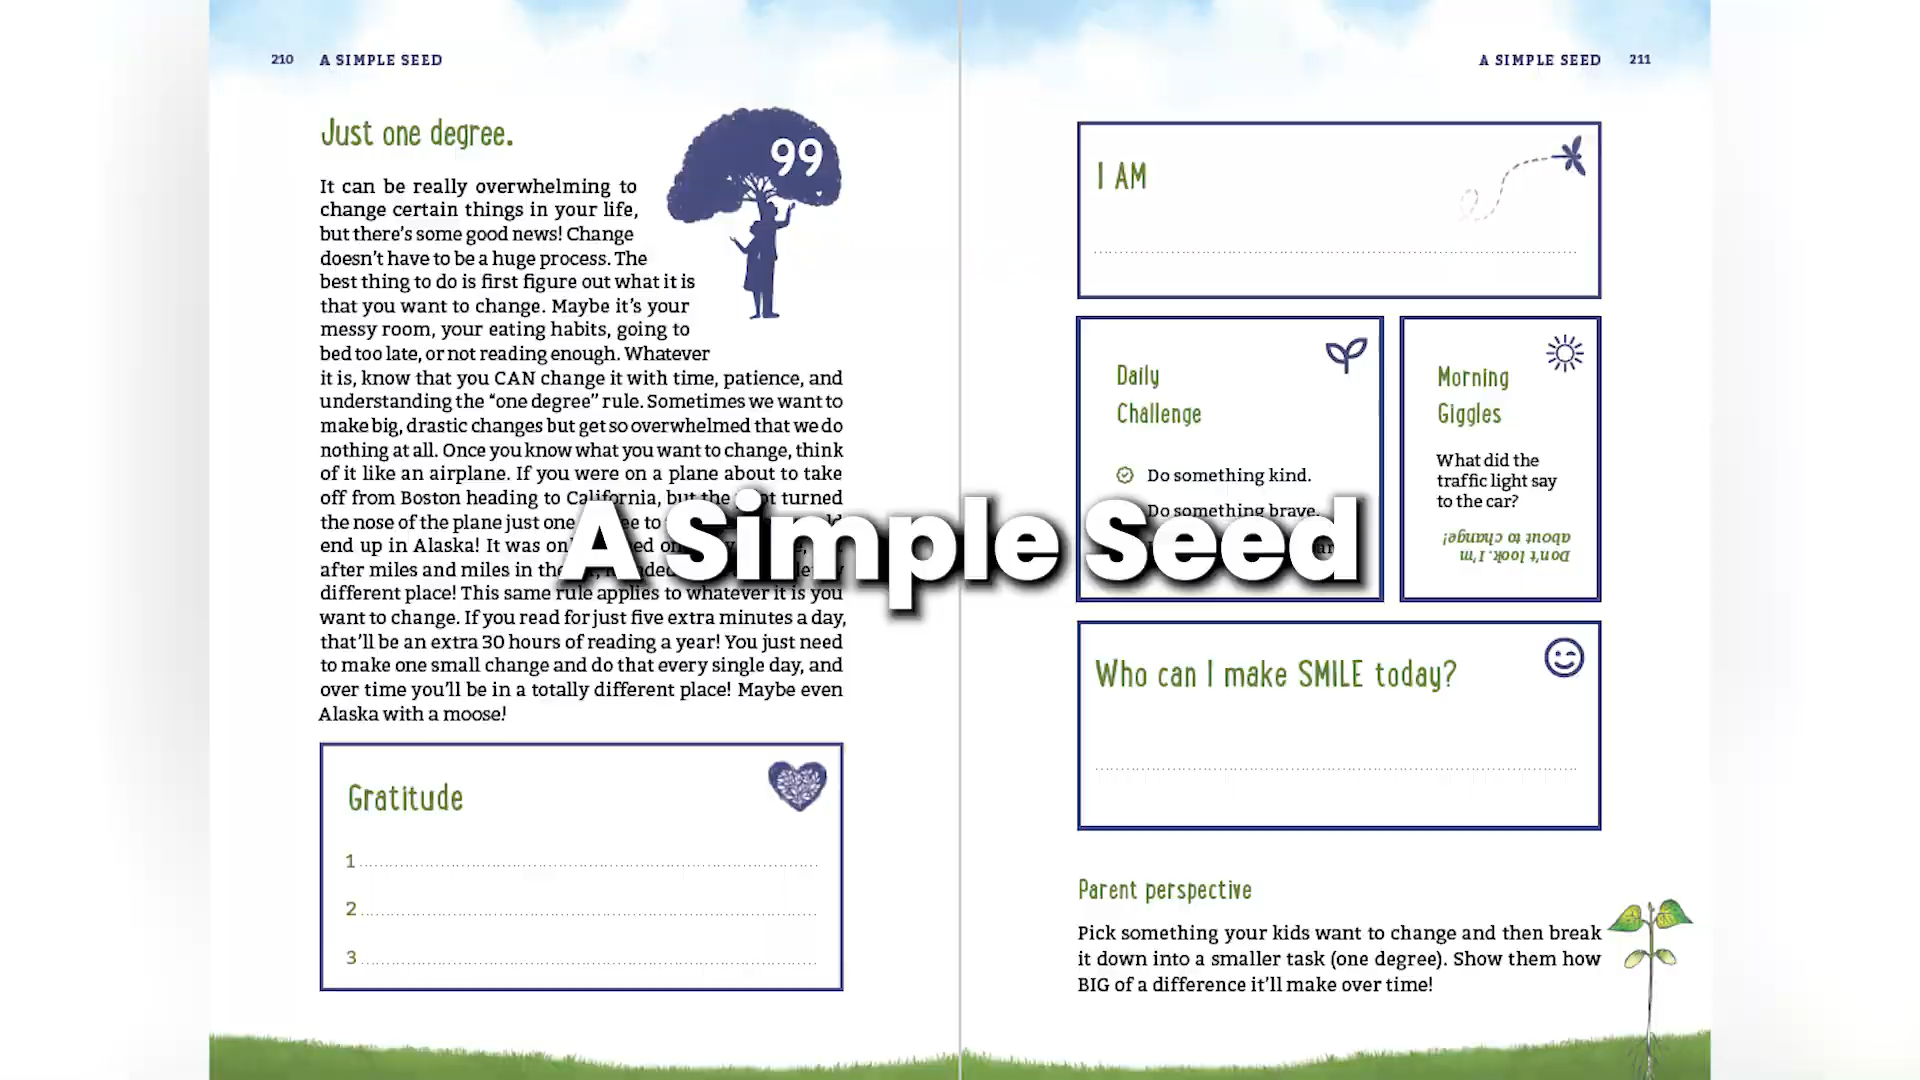 210 A SIMPLE SEED
Just one degree.
99
It can be really overwhelming to
change certain things in your life,
but there's some good news! Change
doesn't have to be a huge process. The
best thing to do is first figure out what it is
that you want to change. Maybe it's your
messy room, your eating habits, going to
bed too late, or not reading enough. Whatever
it is, know that you CAN change it with time, patience, and
understanding the "one degree" rule. Sometimes we want to
make big, drastic changes but get so overwhelmed that we do
nothing at all. Once you know what you want to change, think
of it like an airplane. If you were on a plane about to take
off from Boston heading to California, but the turned
the nose of the plane just one to
end up in Alaska! It was
after miles and miles in the
different place! This same rule applies to whatever it is you
want to change. If you read for just five extra minutes a day,
that'll be an extra 30 hours of reading a year! You just need
to make one small change and do that every single day, and
over time you'll be in a totally different place! Maybe even
Alaska with a moose!
Gratitude
1
2
3
A Simple Seed
A SIMPLE SEED 211
I AM
Daily
Challenge
Do something kind.
Do something brave.
Morning
Giggles
What did the
traffic light say
to the car?
Don't look. I'm
about to change!
Who can I make SMILE today?
Parent perspective
Pick something your kids want to change and then break
it down into a smaller task (one degree). Show them how
BIG of a difference it'll make over time!